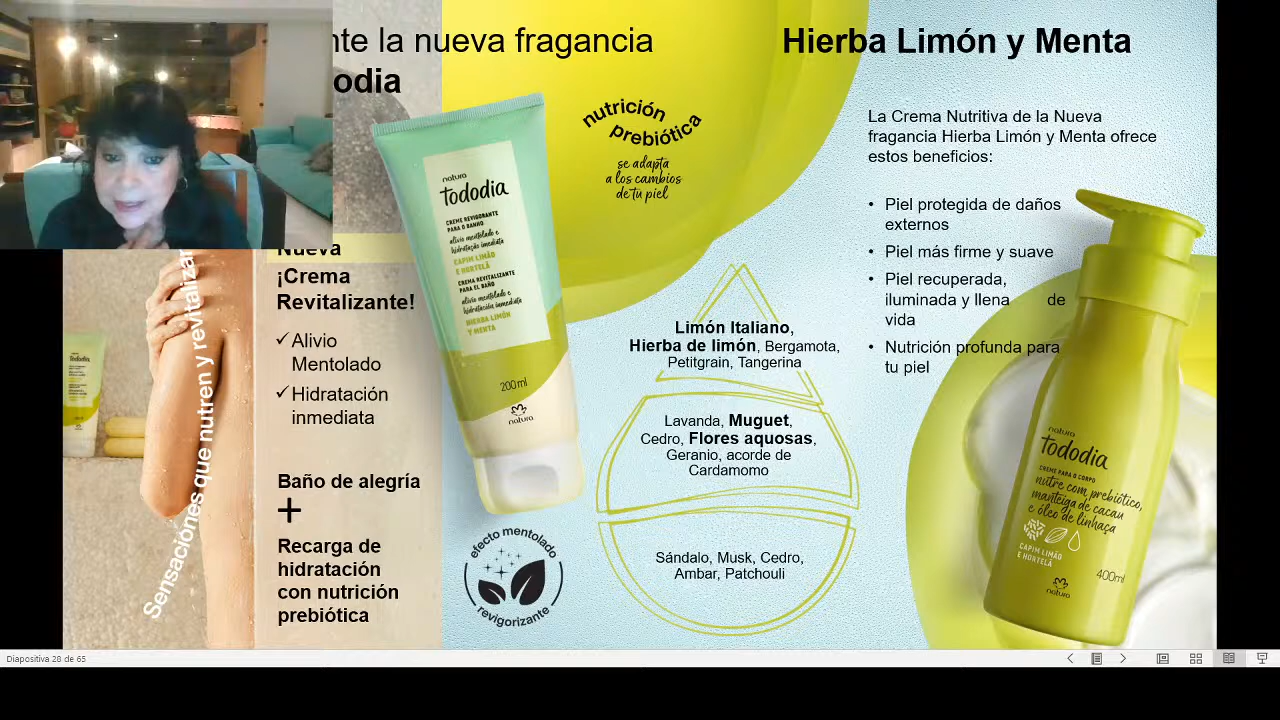 nte la nueva fragancia
odia
Hierba Limón y Menta
nutrición
prebiótica
se adapta
a los cambios
de tu piel
La Crema Nutritiva de la Nueva
fragancia Hierba Limón y Menta ofrece
estos beneficios:
• Piel protegida de daños
externos
• Piel más firme y suave
• Piel recuperada,
iluminada y llena de
vida
• Nutrición profunda para
tu piel
Sensaciones que nutren y revitalizan
Tododia
Nueva
¡Crema
Revitalizante!
✓ Alivio
Mentolado
✓ Hidratación
inmediata
Baño de alegría
+
Recarga de
hidratación
con nutrición
prebiótica
natura
Tododia
CREME REVIGORANTE
PARA O BANHO
alívio mentolado e
hidratação imediata
CAPIM LIMÃO
E HORTELÃ
CREMA REVITALIZANTE
PARA EL BAÑO
alivio mentolado e
hidratación inmediata
HIERBA LIMÓN
Y MENTA
200 ml
natura
efecto mentolado
revigorizante
Limón Italiano,
Hierba de limón, Bergamota,
Petitgrain, Tangerina
Lavanda, Muguet,
Cedro, Flores aquosas,
Geranio, acorde de
Cardamomo
Sándalo, Musk, Cedro,
Ambar, Patchouli
natura
Tododia
CREME PARA O CORPO
nutre com prebiótico,
manteiga de cacau
e óleo de linhaça
CAPIM LIMÃO
E HORTELÃ
400ml
natura
Diapositiva 28 de 65